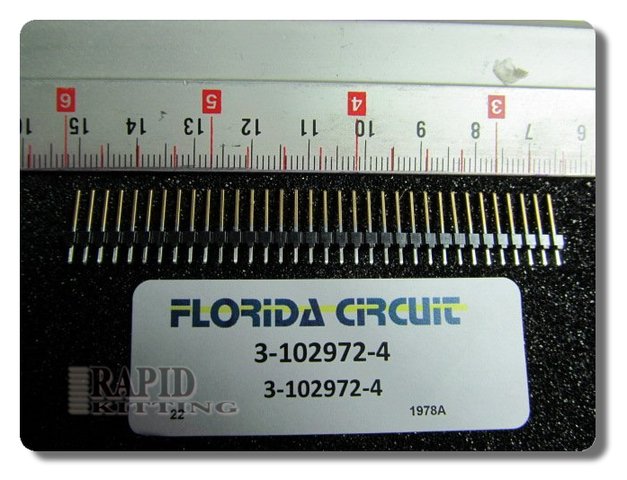 6 5 4 3
16 15 14 13 12 11 10 9 8 7 6
FLORIDA CIRCUIT
3-102972-4
3-102972-4
RAPID
KITTING
22 1978A